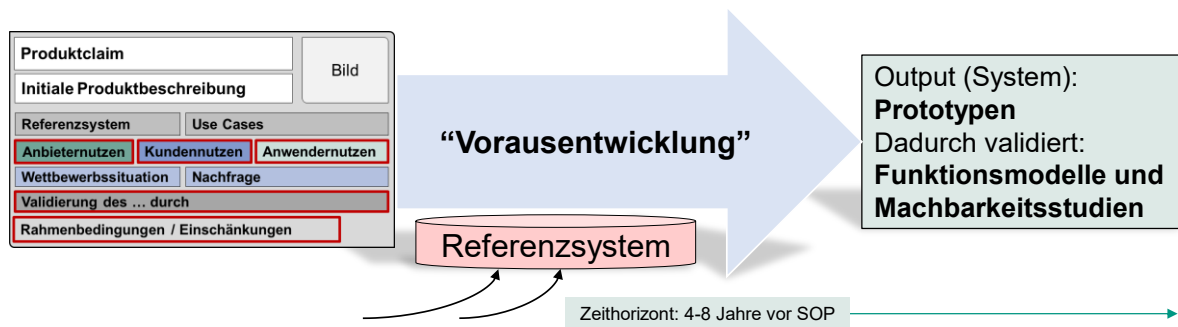 Produktclaim
Bild
Initiale Produktbeschreibung
Referenzsystem
Use Cases
Anbieternutzen
Kundennutzen
Anwendernutzen
Wettbewerbssituation
Nachfrage
Validierung des ... durch
Rahmenbedingungen / Einschänkungen
“Vorausentwicklung”
Referenzsystem
Output (System):
Prototypen
Dadurch validiert:
Funktionsmodelle und
Machbarkeitsstudien
Zeithorizont: 4-8 Jahre vor SOP